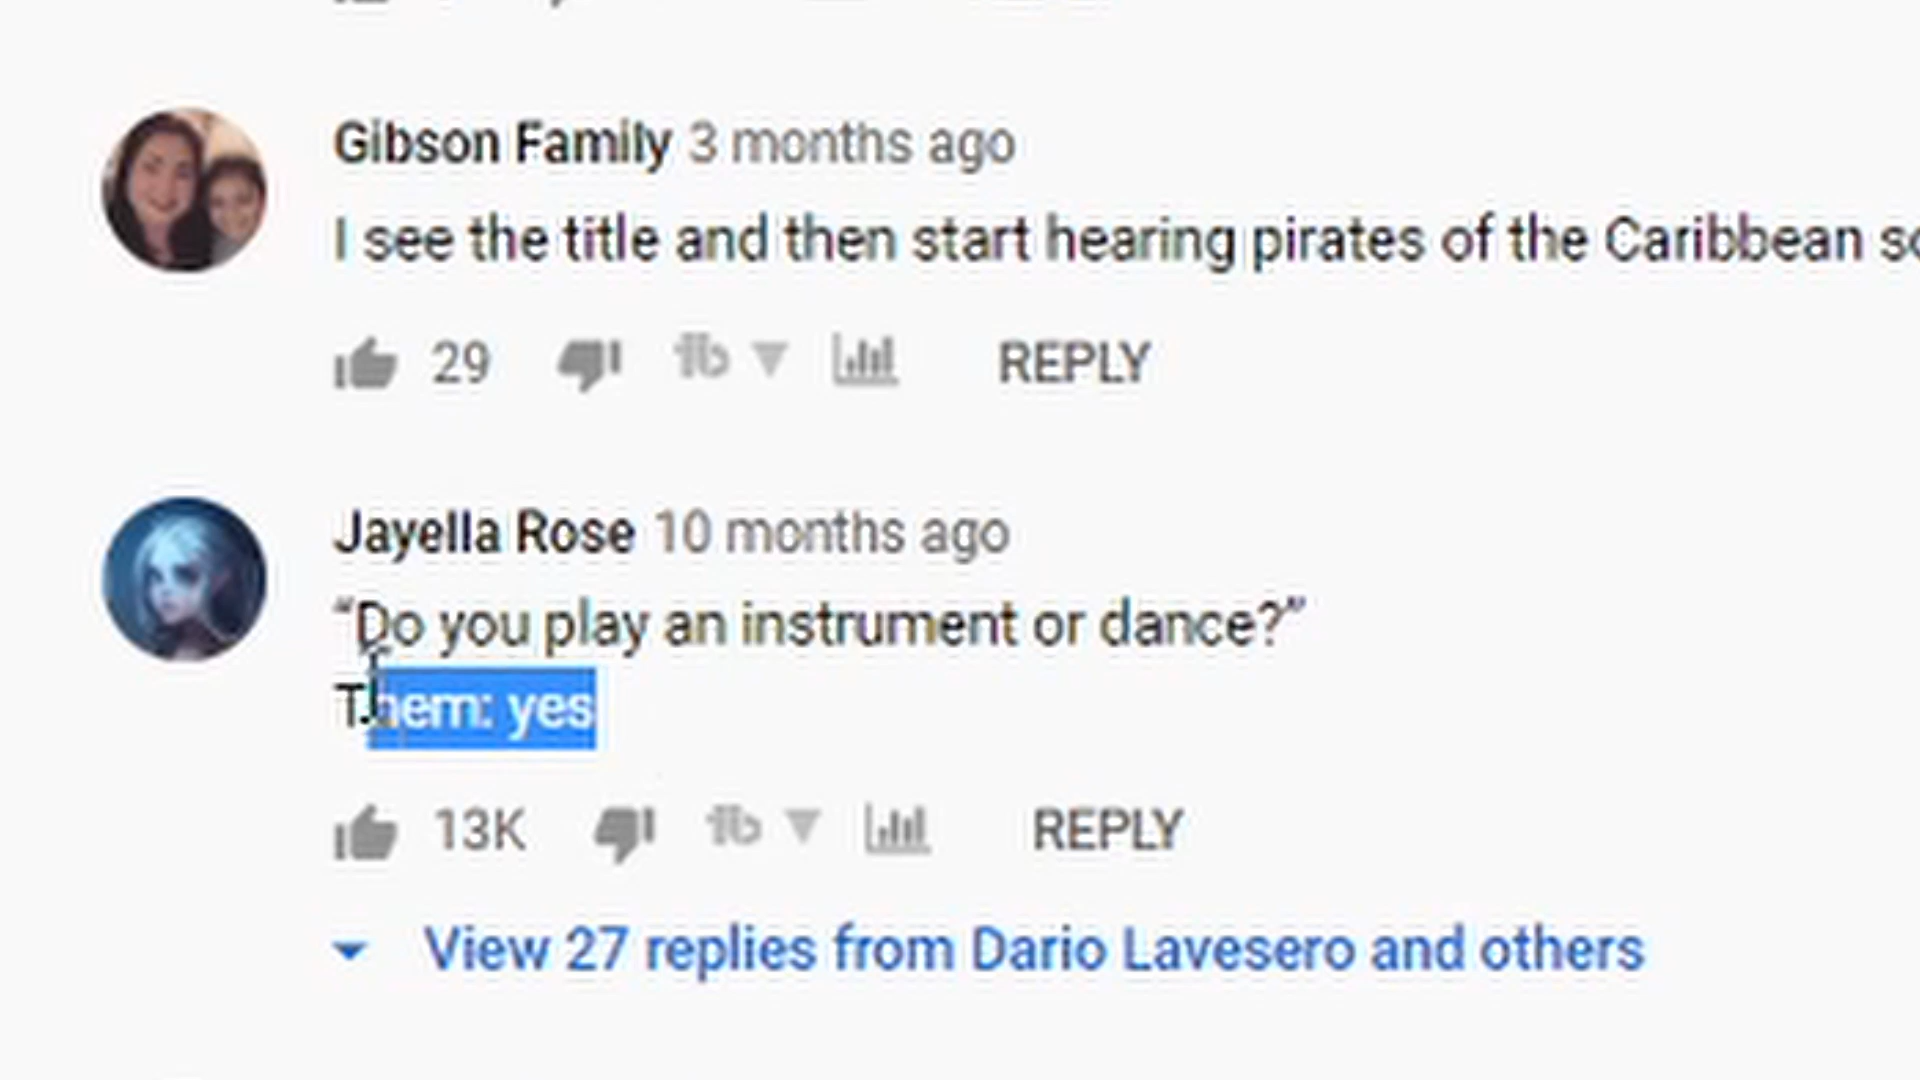 Gibson Family 3 months ago
I see the title and then start hearing pirates of the Caribbean
29 REPLY
Jayella Rose 10 months ago
“Do you play an instrument or dance?”
Them: yes
13K REPLY
View 27 replies from Dario Lavesero and others